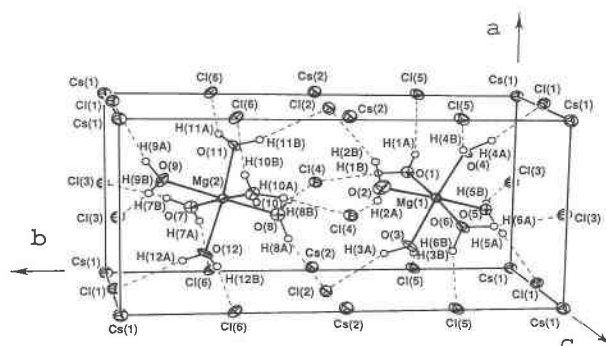 a
Cs(1) Cl(6) Cs(2) Cl(5) Cs(1)
Cl(1) Cl(6) Cl(2) Cs(2) Cl(5) Cl(1)
Cs(1) Cs(1)
H(11A) H(11B) H(1A) H(4B) H(4A)
O(11) O(4)
H(9A) H(10B) H(2B) O(1)
O(9) H(1B) Cl(3)
Cl(3) H(9B) Mg(2) H(10A) Cl(4) O(2) Mg(1) H(5B)
H(7B) O(7) O(8) H(8B) H(2A) O(6) O(5) H(6A) Cl(3)
Cl(3) H(7A) H(8A) Cl(4) O(3) H(5A)
b O(12) H(3A) H(6B)
Cs(1) H(12A) H(12B) Cs(2) H(3B) Cs(1)
Cl(1) Cl(6) Cl(2) Cl(5) Cl(1)
Cs(1) Cl(6) Cs(2) Cl(5) Cs(1)
c